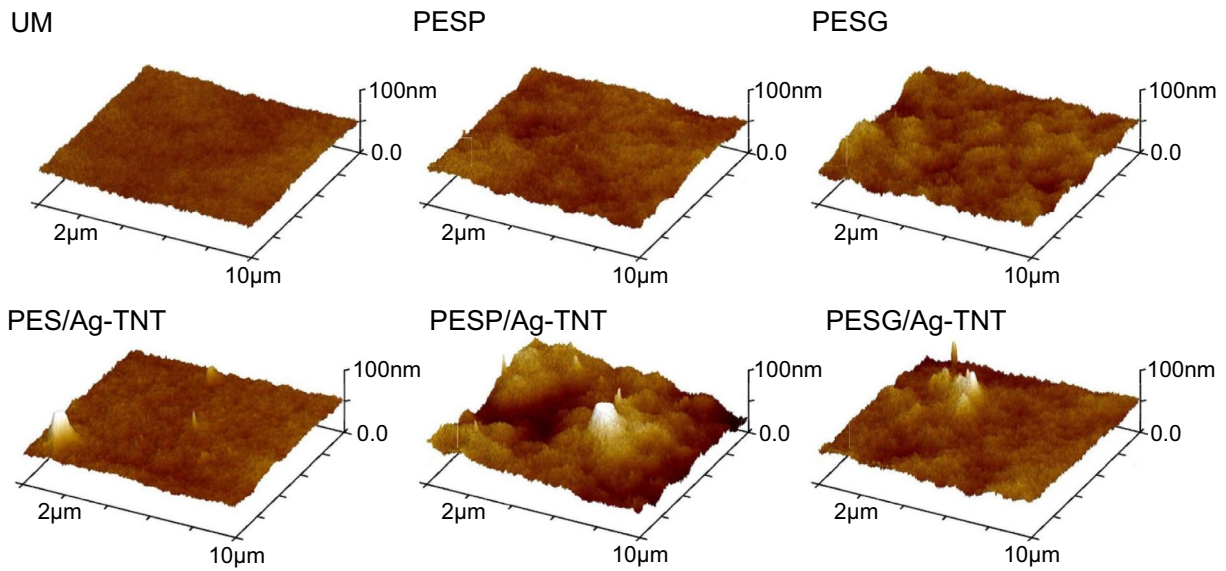 UM
PESP
PESG
100nm
0.0
2µm
10µm
100nm
0.0
2µm
10µm
100nm
0.0
2µm
10µm
PES/Ag-TNT
PESP/Ag-TNT
PESG/Ag-TNT
100nm
0.0
2µm
10µm
100nm
0.0
2µm
10µm
100nm
0.0
2µm
10µm